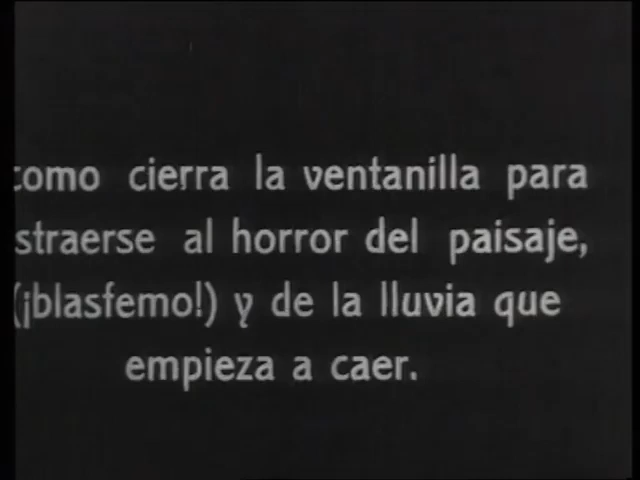 como cierra la ventanilla para
straerse al horror del paisaje,
(¡blasfemo!) y de la lluvia que
empieza a caer.